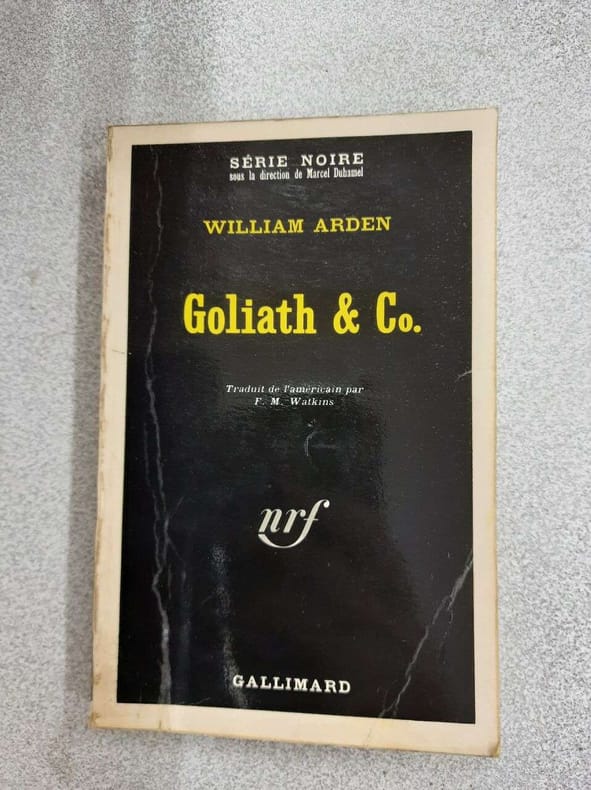 SÉRIE NOIRE
sous la direction de Marcel Duhamel
WILLIAM ARDEN
Goliath & Co.
Traduit de l'américain par
F. M. Watkins
nrf
GALLIMARD